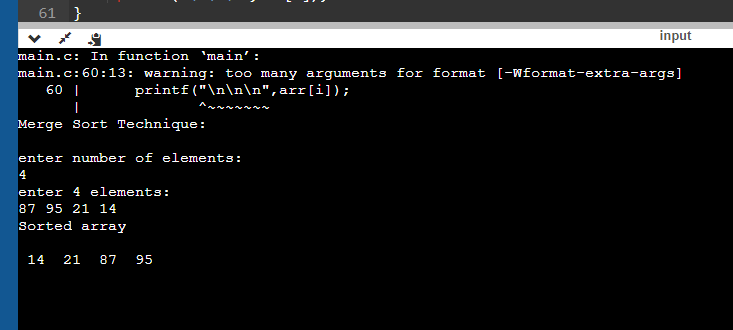 61 }
input
main.c: In function ‘main’:
main.c:60:13: warning: too many arguments for format [-Wformat-extra-args]
60 | printf("\n\n\n",arr[i]);
| ^~~~~~~~
Merge Sort Technique:
enter number of elements:
4
enter 4 elements:
87 95 21 14
Sorted array
14 21 87 95